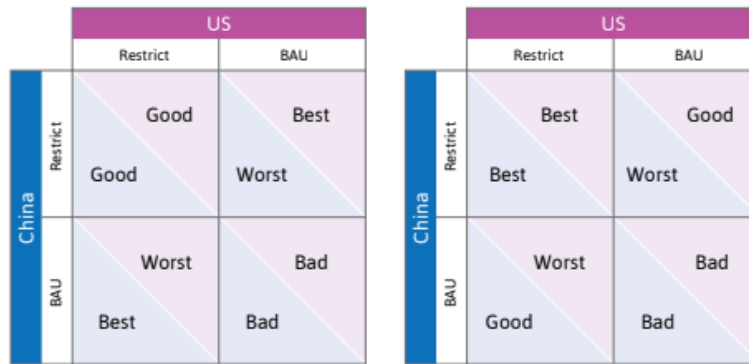 US
Restrict BAU
China
Restrict
Good Best
Good Worst
BAU
Worst Bad
Best Bad
US
Restrict BAU
China
Restrict
Best Good
Best Worst
BAU
Worst Bad
Good Bad